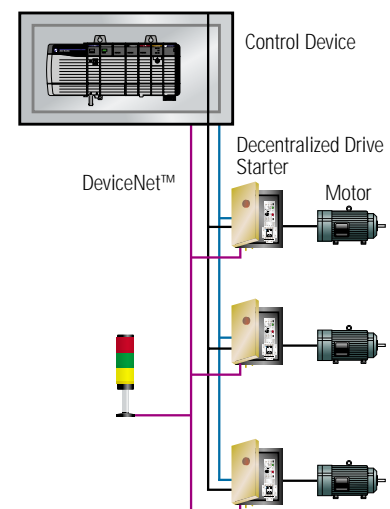 Control Device
Decentralized Drive
Starter
DeviceNet™
Motor